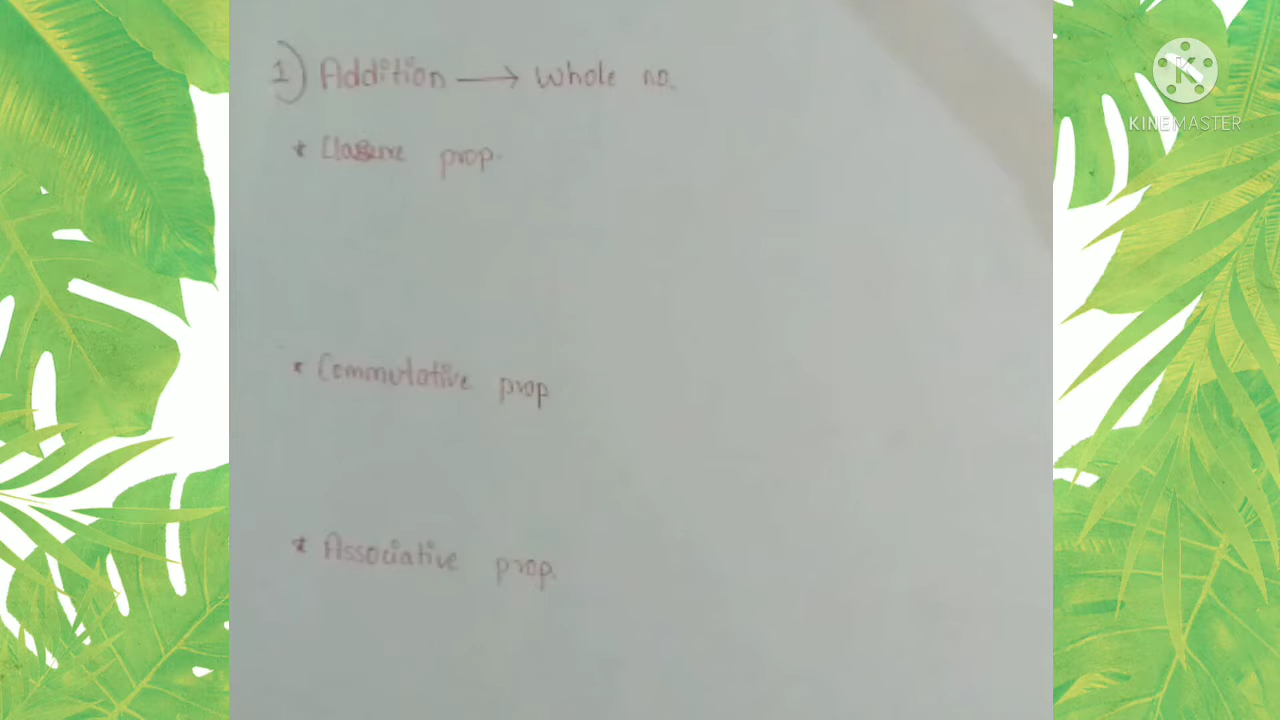 1) Addition → Whole no.
* Closure prop.
* Commutative prop
* Associative prop.
K
KINEMASTER